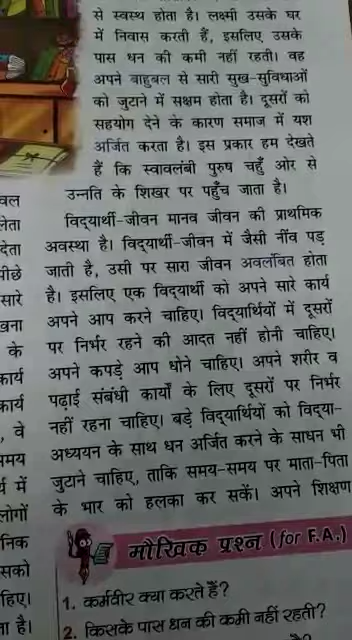 से स्वस्थ होता है। लक्ष्मी उसके घर
में निवास करती हैं, इसलिए उसके
पास धन की कमी नहीं रहती। वह
अपने बाहुबल से सारी सुख-सुविधाओं
को जुटाने में सक्षम होता है। दूसरों को
सहयोग देने के कारण समाज में यश
अर्जित करता है। इस प्रकार हम देखते
हैं कि स्वावलंबी पुरुष चहुँ ओर से
उन्नति के शिखर पर पहुँच जाता है।
विद्यार्थी-जीवन मानव जीवन की प्राथमिक
अवस्था है। विद्यार्थी-जीवन में जैसी नींव पड़
जाती है, उसी पर सारा जीवन अवलंबित होता
है। इसलिए एक विद्यार्थी को अपने सारे कार्य
अपने आप करने चाहिए। विद्यार्थियों में दूसरों
पर निर्भर रहने की आदत नहीं होनी चाहिए।
अपने कपड़े आप धोने चाहिए। अपने शरीर व
पढ़ाई संबंधी कार्यों के लिए दूसरों पर निर्भर
नहीं रहना चाहिए। बड़े विद्यार्थियों को विद्या-
अध्ययन के साथ धन अर्जित करने के साधन भी
जुटाने चाहिए, ताकि समय-समय पर माता-पिता
के भार को हलका कर सकें। अपने शिक्षण
मौखिक प्रश्न (for F.A.)
1. कर्मवीर क्या करते हैं?
2. किसके पास धन की कमी नहीं रहती?